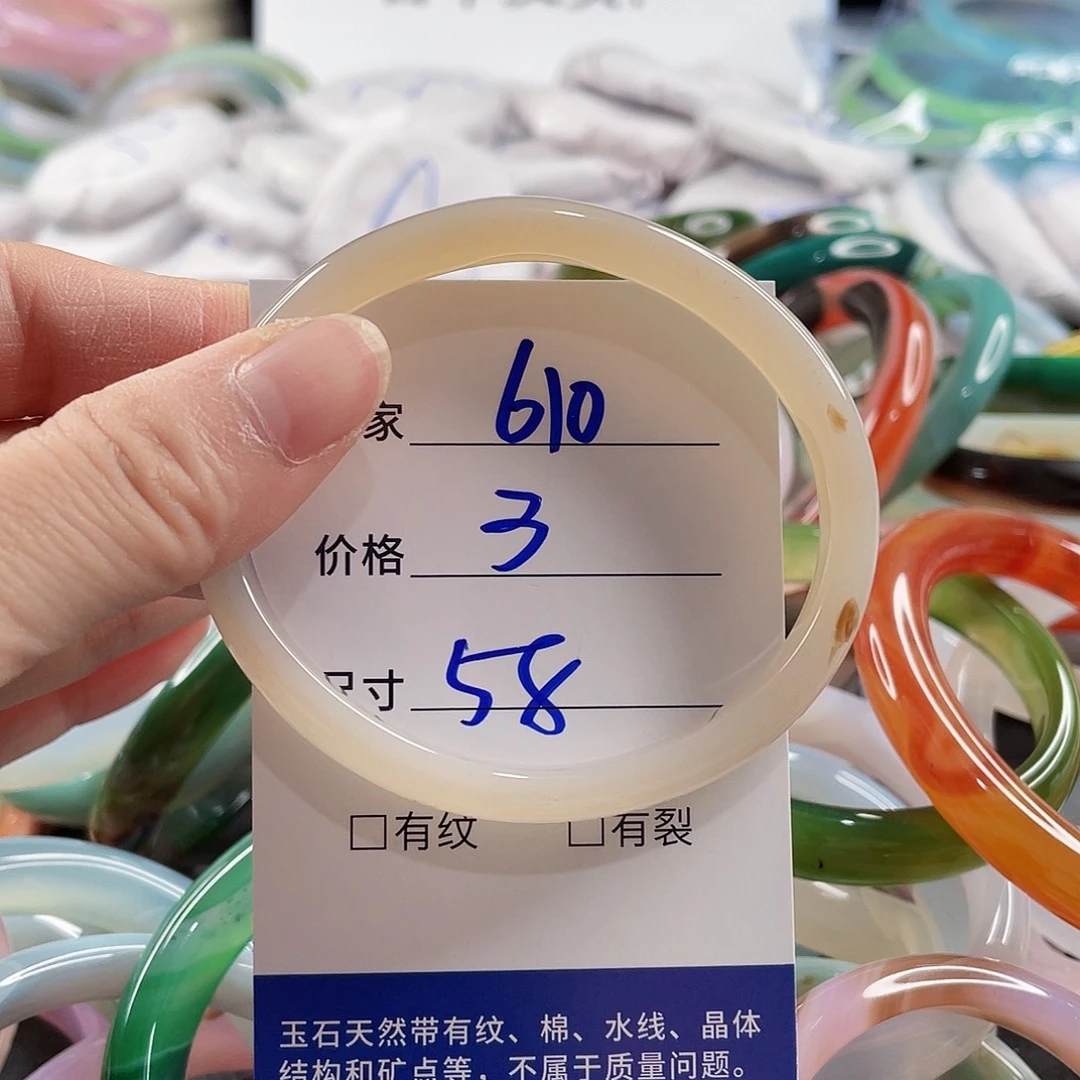 家 610
价格 3
尺寸 58
□有纹 □有裂
玉石天然带有纹、棉、水线、晶体
结构和矿点等，不属于质量问题。